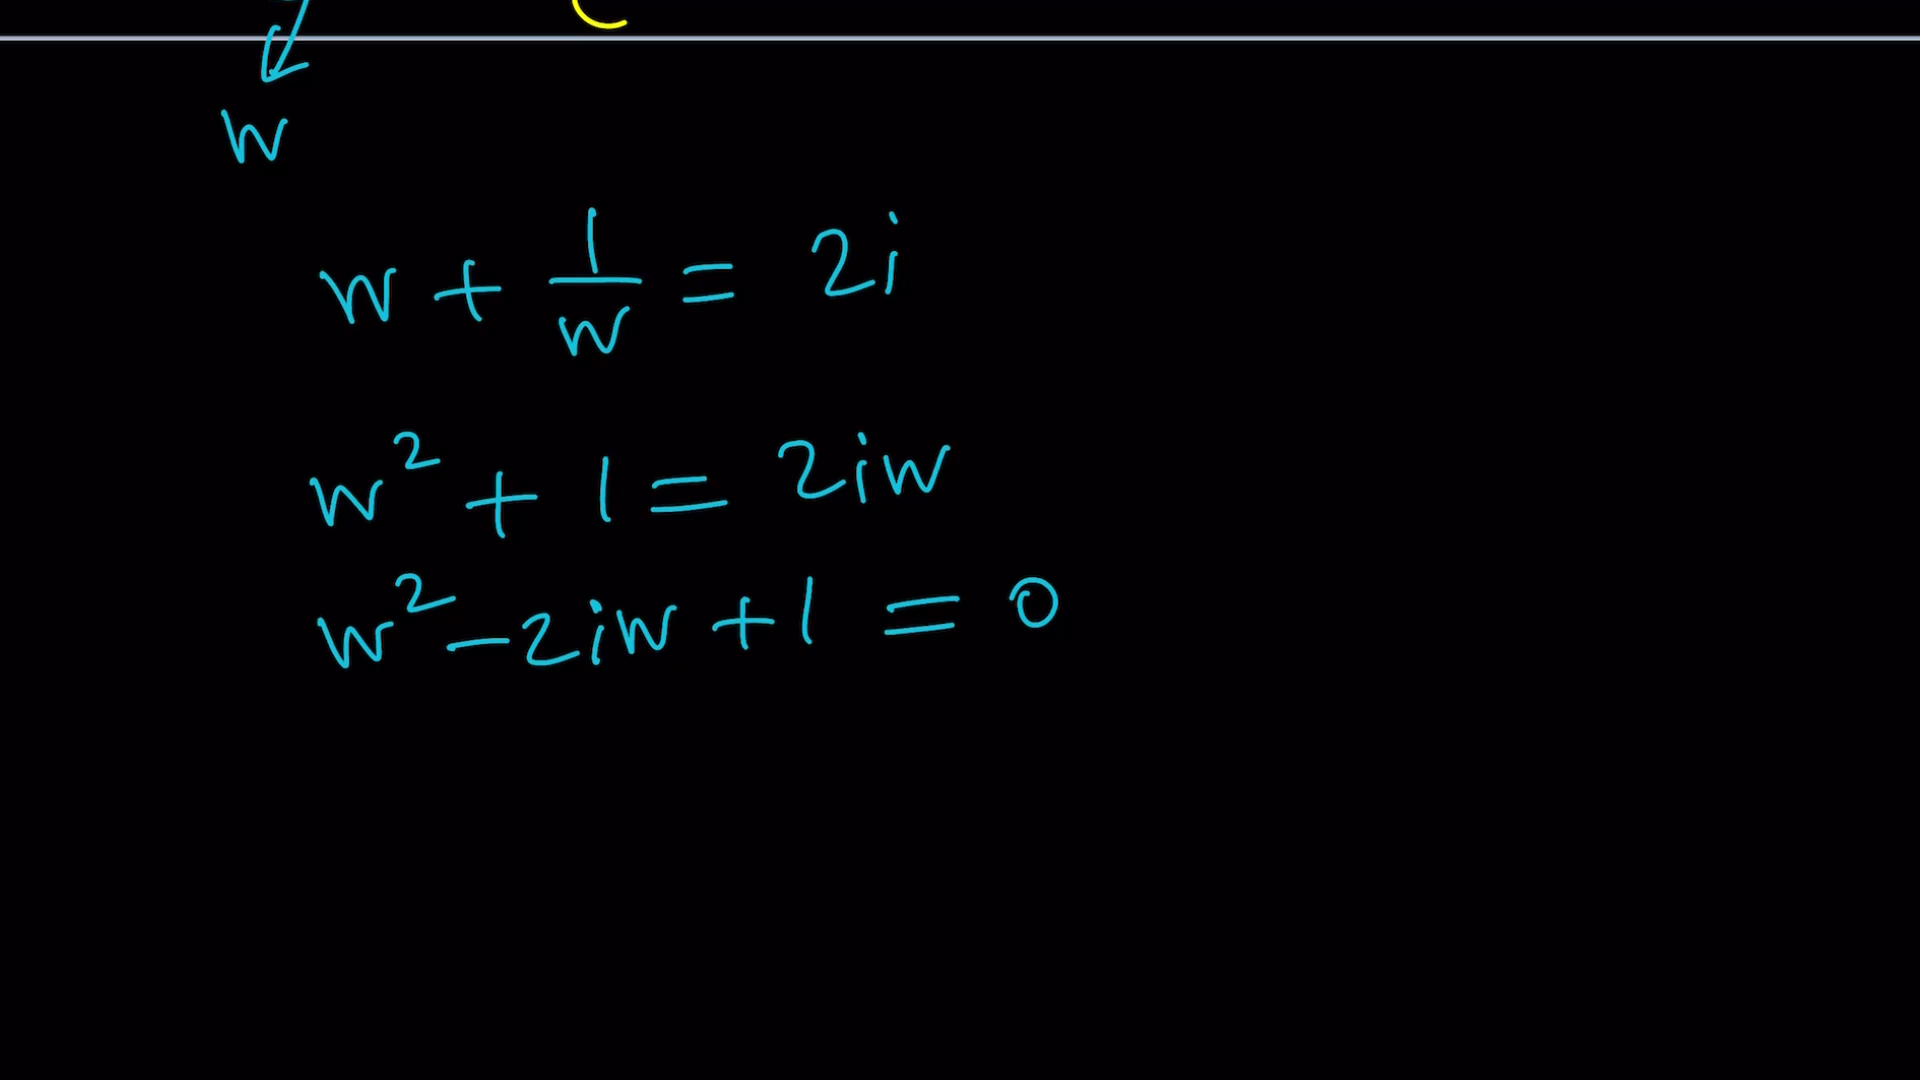 w
w + 1/w = 2i
w² + 1 = 2iw
w² - 2iw + 1 = 0